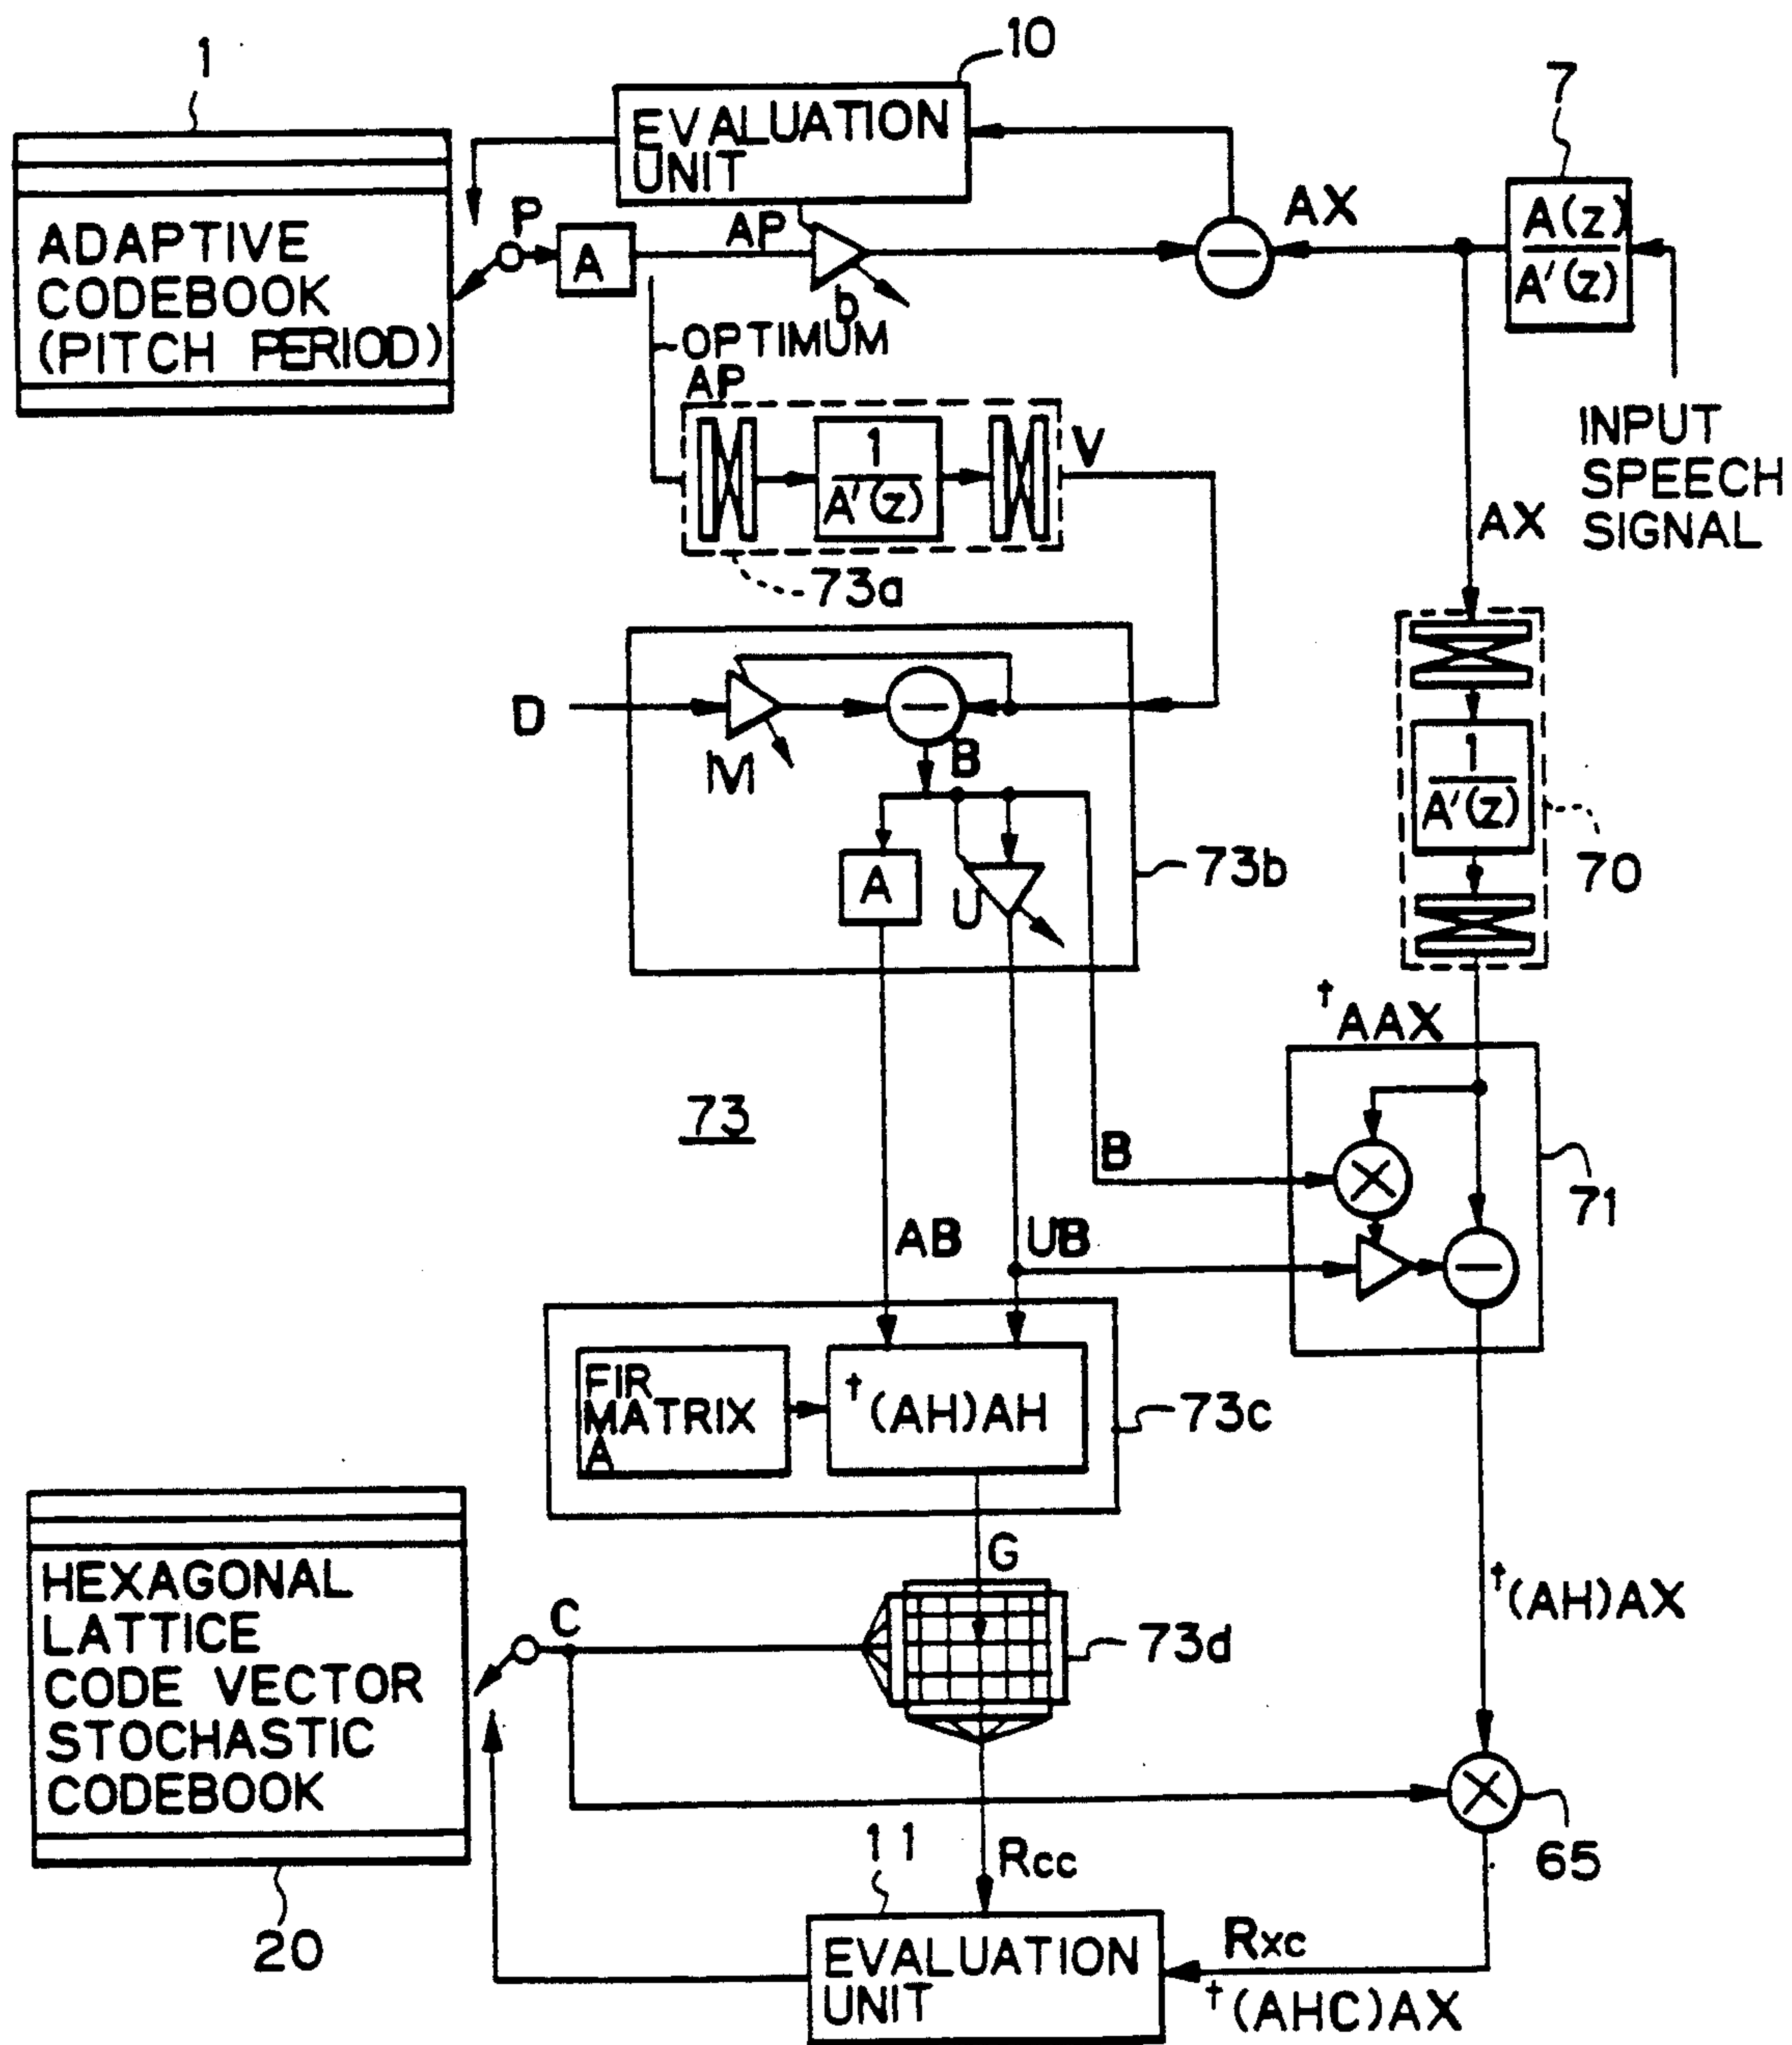 1
10
7
EVALUATION
UNIT
ADAPTIVE
CODEBOOK
(PITCH PERIOD)
P
A
AP
b
AX
A(z)
A'(z)
OPTIMUM
AP
INPUT
SPEECH
SIGNAL
1
A'(z)
V
73a
AX
D
M
B
A
U
73b
1
A'(z)
70
tAAX
73
B
71
AB
UB
FIR
MATRIX
A
t(AH)AH
73c
G
HEXAGONAL
LATTICE
CODE VECTOR
STOCHASTIC
CODEBOOK
C
73d
t(AH)AX
65
20
11
Rcc
EVALUATION
UNIT
Rxc
t(AHC)AX